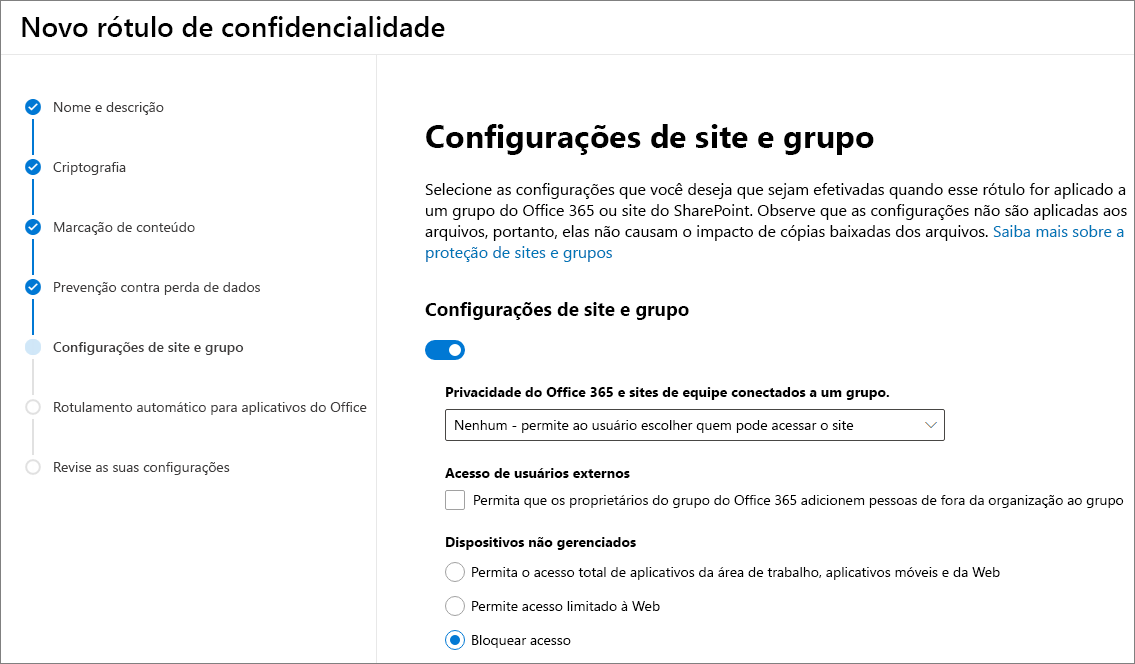 Novo rótulo de confidencialidade
Nome e descrição
Criptografia
Marcação de conteúdo
Prevenção contra perda de dados
Configurações de site e grupo
Rotulamento automático para aplicativos do Office
Revise as suas configurações
Configurações de site e grupo
Selecione as configurações que você deseja que sejam efetivadas quando esse rótulo for aplicado a
um grupo do Office 365 ou site do SharePoint. Observe que as configurações não são aplicadas aos
arquivos, portanto, elas não causam o impacto de cópias baixadas dos arquivos. Saiba mais sobre a
proteção de sites e grupos
Configurações de site e grupo
Privacidade do Office 365 e sites de equipe conectados a um grupo.
Nenhum - permite ao usuário escolher quem pode acessar o site
Acesso de usuários externos
Permita que os proprietários do grupo do Office 365 adicionem pessoas de fora da organização ao grupo
Dispositivos não gerenciados
Permita o acesso total de aplicativos da área de trabalho, aplicativos móveis e da Web
Permite acesso limitado à Web
Bloquear acesso